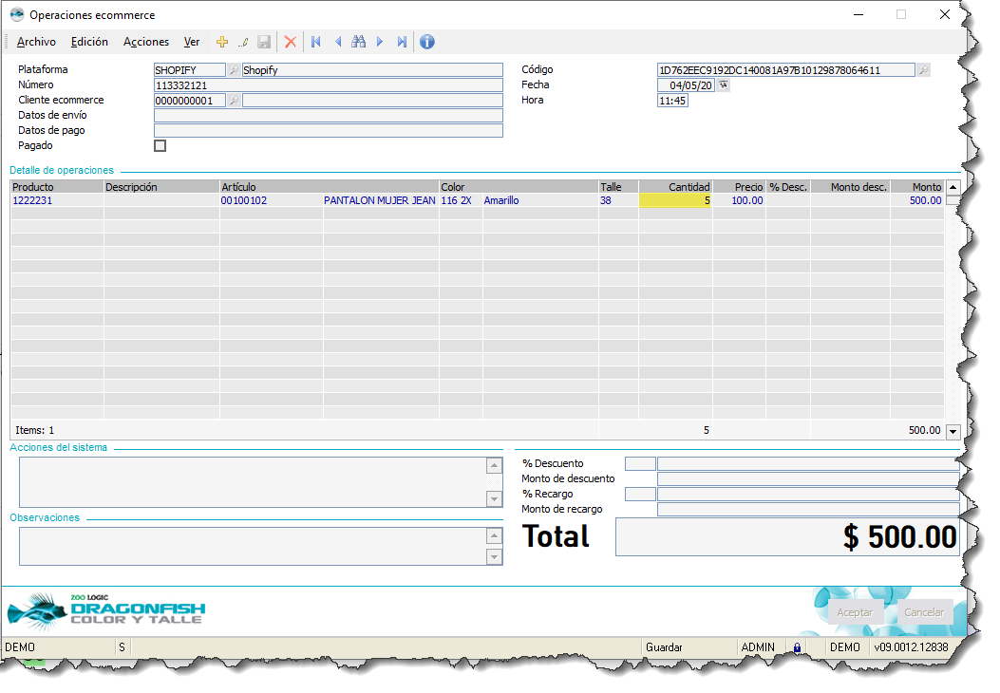 Operaciones ecommerce
Archivo Edición Acciones Ver
Plataforma SHOPIFY Shopify Código 1D762EEC9192DC140081A97B10129878064611
Número 113332121 Fecha 04/05/20
Cliente ecommerce 0000000001 Hora 11:45
Datos de envío
Datos de pago
Pagado
Detalle de operaciones
Producto Descripción Artículo Color Talle Cantidad Precio % Desc. Monto desc. Monto
1222231 00100102 PANTALON MUJER JEAN 116 2X Amarillo 38 5 100.00 500.00
Items: 1 5 500.00
Acciones del sistema
% Descuento
Monto de descuento
% Recargo
Monto de recargo
Observaciones
Total $ 500.00
ZOO LOGIC
DRAGONFISH
COLOR Y TALLE
Aceptar Cancelar
DEMO S Guardar ADMIN DEMO v09.0012.12838